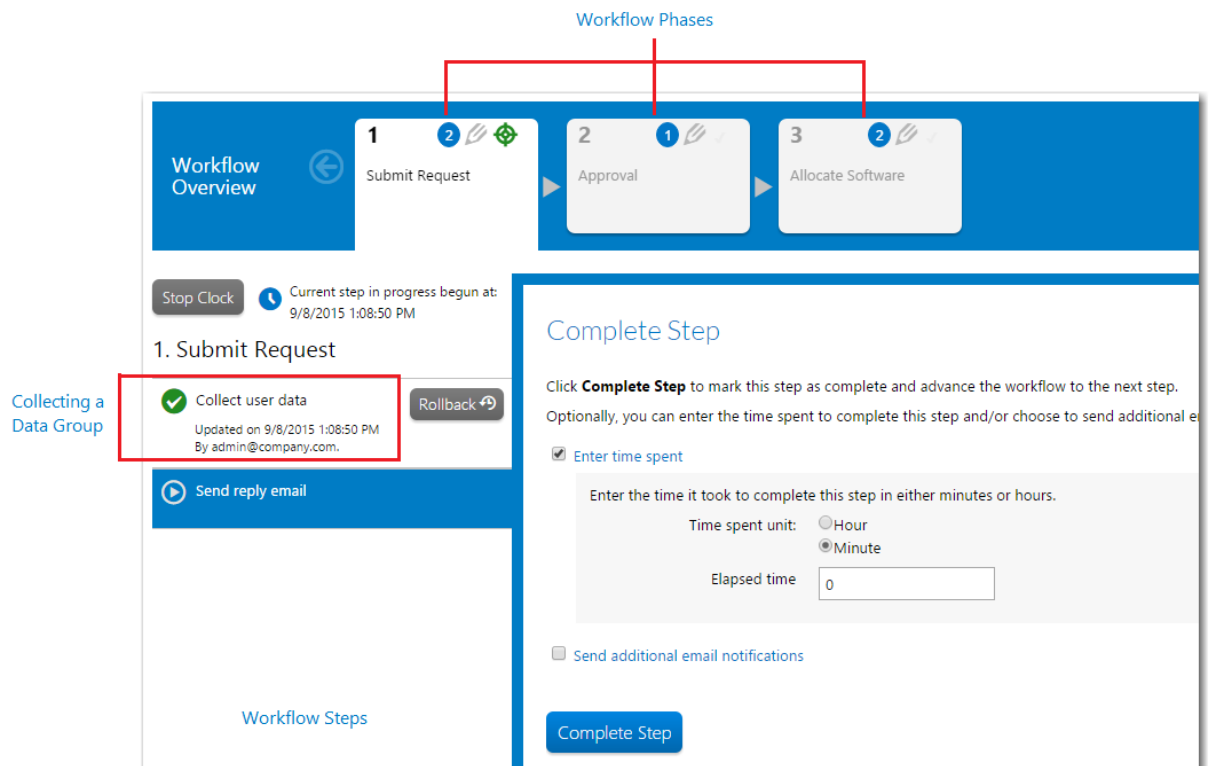 Workflow Phases
Workflow
Overview
1
2
Submit Request
2
1
Approval
3
2
Allocate Software
Stop Clock
Current step in progress begun at:
9/8/2015 1:08:50 PM
1. Submit Request
Collecting a
Data Group
Collect user data
Updated on 9/8/2015 1:08:50 PM
By admin@company.com.
Rollback
Send reply email
Workflow Steps
Complete Step
Click Complete Step to mark this step as complete and advance the workflow to the next step.
Optionally, you can enter the time spent to complete this step and/or choose to send additional e
Enter time spent
Enter the time it took to complete this step in either minutes or hours.
Time spent unit:
Hour
Minute
Elapsed time
0
Send additional email notifications
Complete Step